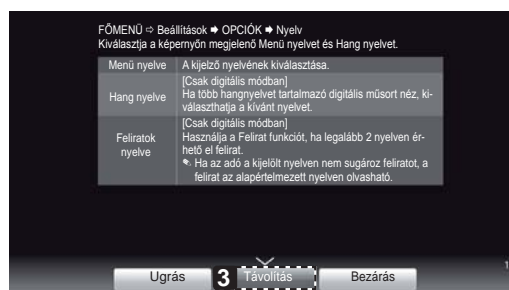 FŐMENÜ ⇨ Beállítások ➡ OPCIÓK ➡ Nyelv
Kiválasztja a képernyőn megjelenő Menü nyelvet és Hang nyelvet.
Menü nyelve A kijelző nyelvének kiválasztása.
Hang nyelve [Csak digitális módban]
Ha több hangnyelvet tartalmazó digitális műsort néz, ki-
választhatja a kívánt nyelvet.
Feliratok nyelve [Csak digitális módban]
Használja a Felirat funkciót, ha legalább 2 nyelven ér-
hető el felirat.
Ha az adó a kijelölt nyelven nem sugároz feliratot, a
felirat az alapértelmezett nyelven olvasható.
1
Ugrás 3 Távolítás Bezárás